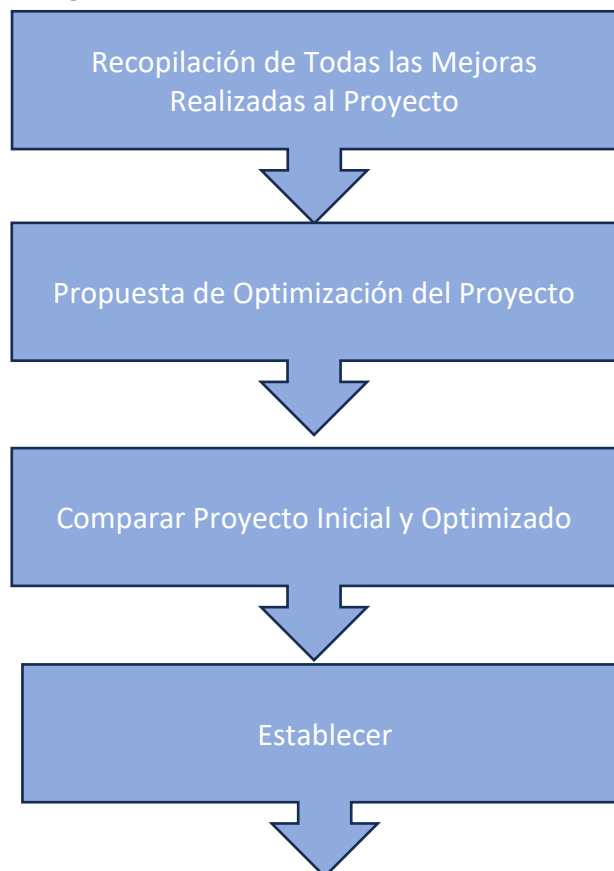 Recopilación de Todas las Mejoras
Realizadas al Proyecto
Propuesta de Optimización del Proyecto
Comparar Proyecto Inicial y Optimizado
Establecer